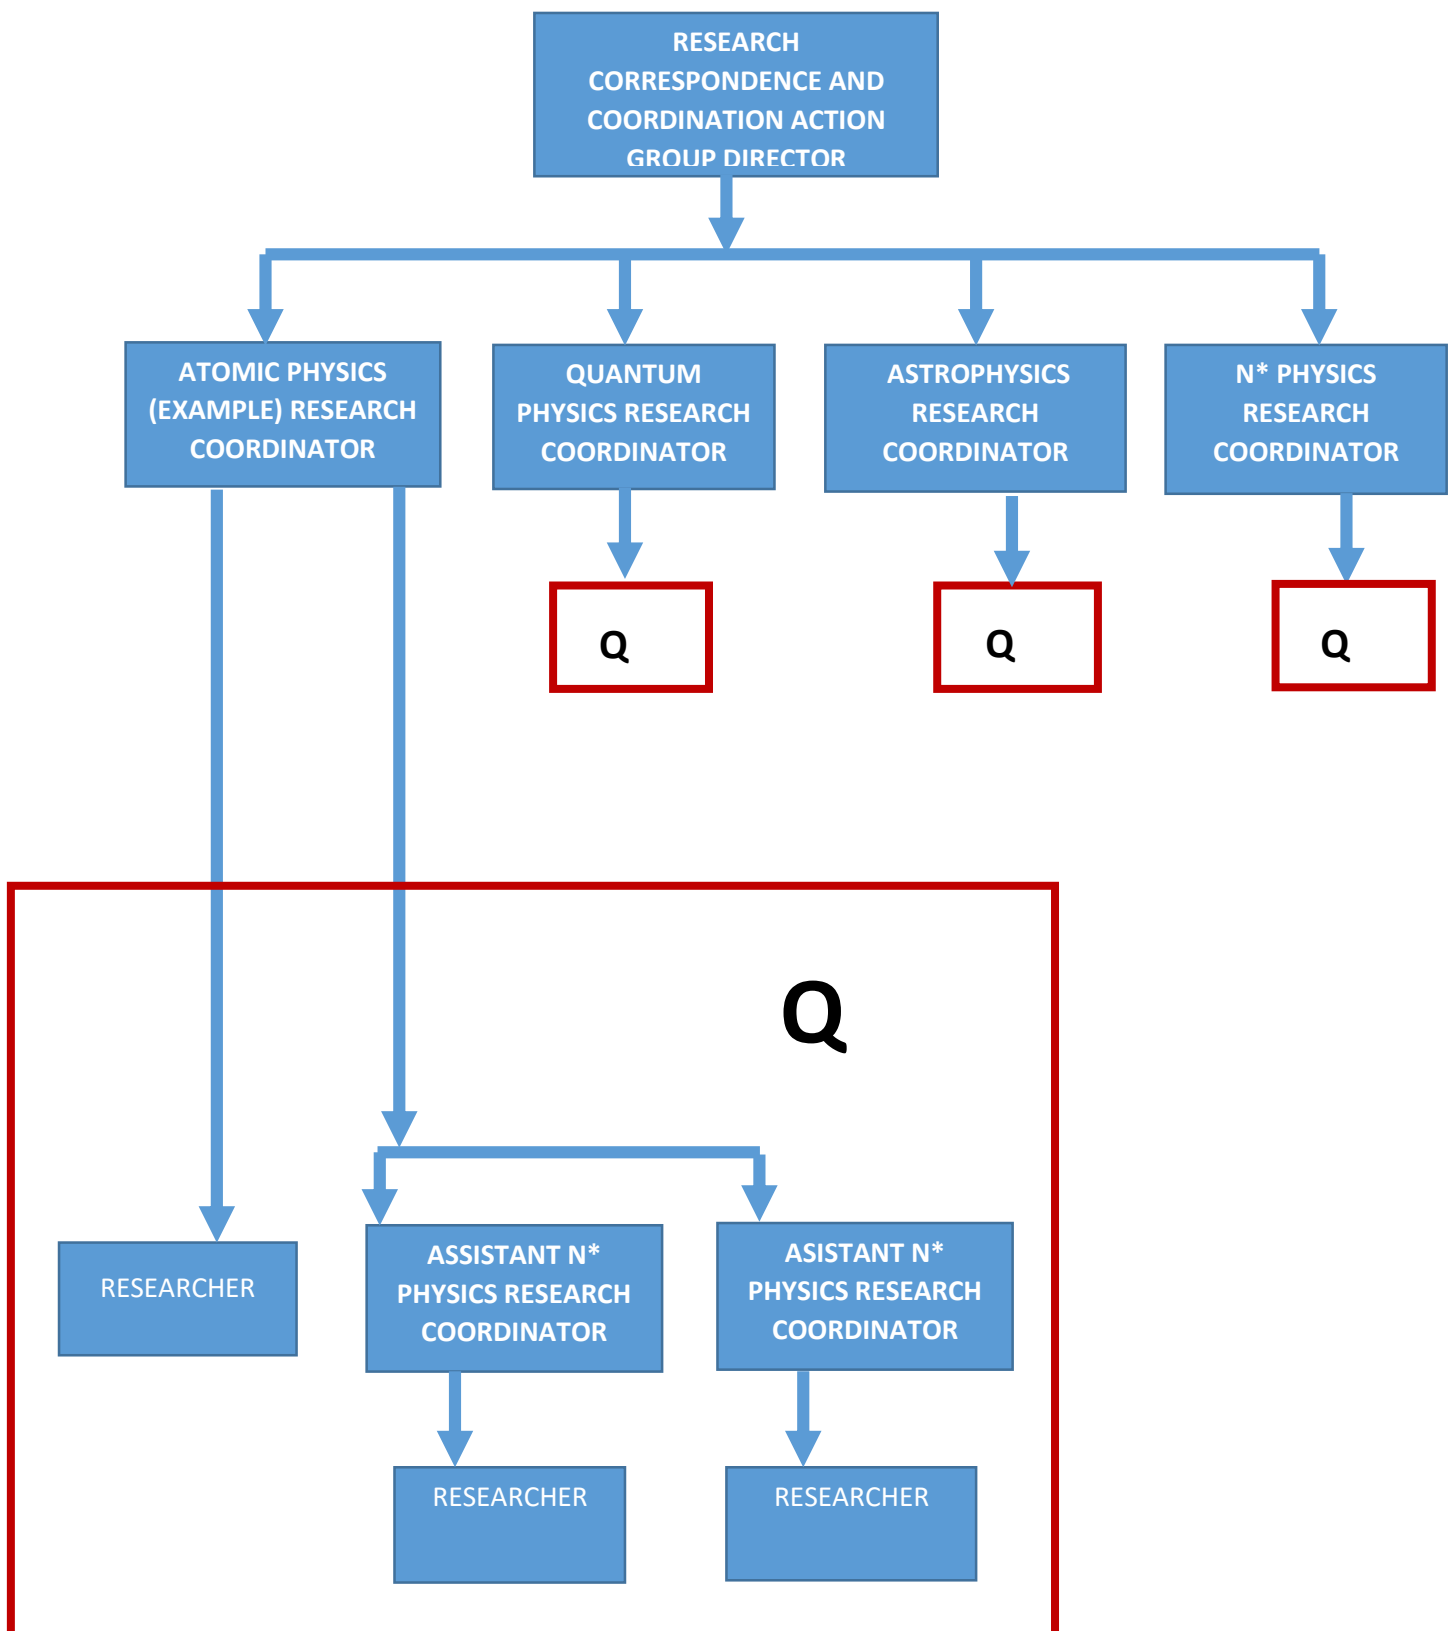 RESEARCH
CORRESPONDENCE AND
COORDINATION ACTION
GROUP DIRECTOR
ATOMIC PHYSICS
(EXAMPLE) RESEARCH
COORDINATOR
QUANTUM
PHYSICS RESEARCH
COORDINATOR
ASTROPHYSICS
RESEARCH
COORDINATOR
N* PHYSICS
RESEARCH
COORDINATOR
Q
Q
Q
Q
RESEARCHER
ASSISTANT N*
PHYSICS RESEARCH
COORDINATOR
ASISTANT N*
PHYSICS RESEARCH
COORDINATOR
RESEARCHER
RESEARCHER